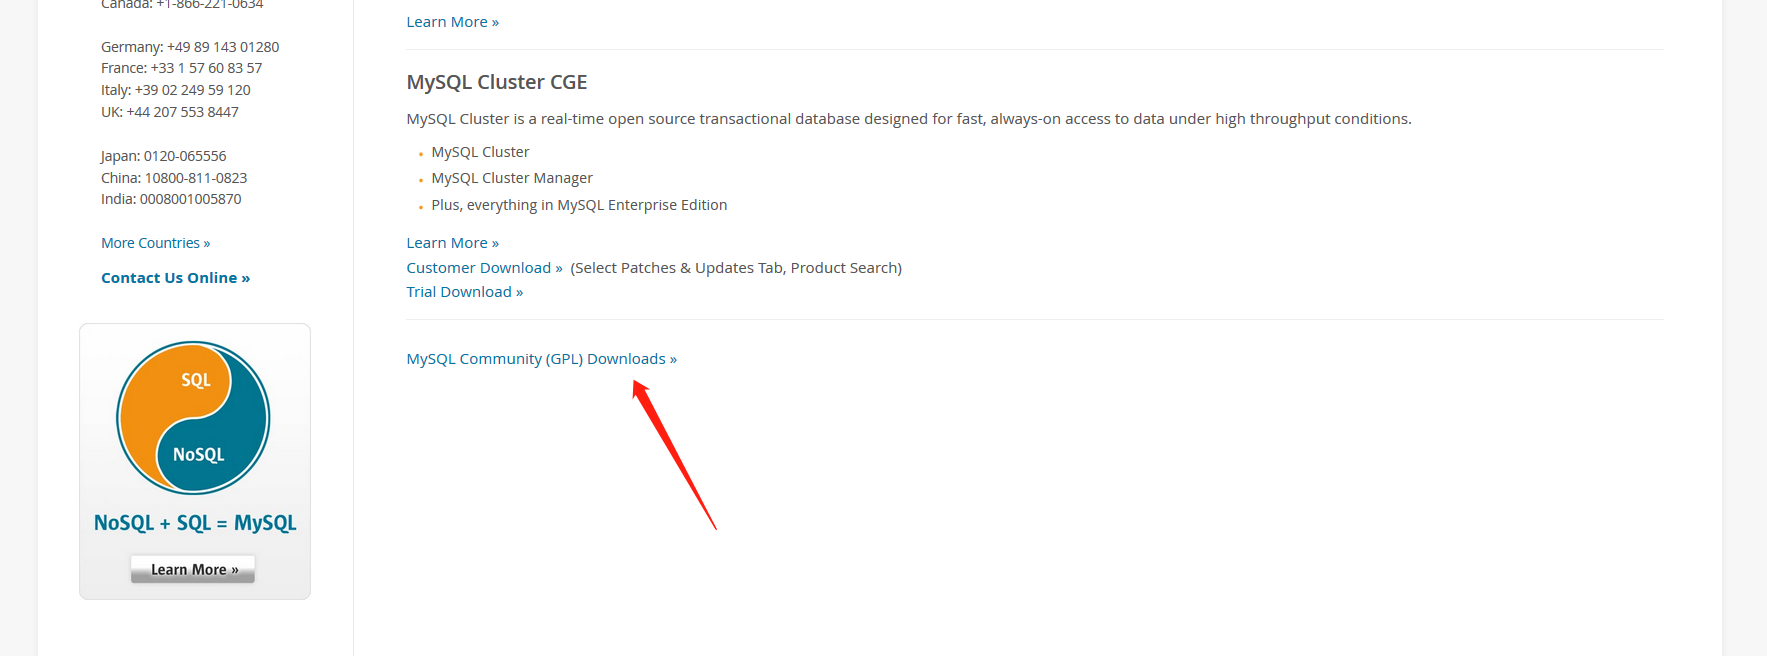 Canada: +1-866-221-0634
Germany: +49 89 143 01280
France: +33 1 57 60 83 57
Italy: +39 02 249 59 120
UK: +44 207 553 8447
Japan: 0120-065556
China: 10800-811-0823
India: 0008001005870
More Countries »
Contact Us Online »
SQL
NoSQL
NoSQL + SQL = MySQL
Learn More »
Learn More »
MySQL Cluster CGE
MySQL Cluster is a real-time open source transactional database designed for fast, always-on access to data under high throughput conditions.
• MySQL Cluster
• MySQL Cluster Manager
• Plus, everything in MySQL Enterprise Edition
Learn More »
Customer Download » (Select Patches & Updates Tab, Product Search)
Trial Download »
MySQL Community (GPL) Downloads »